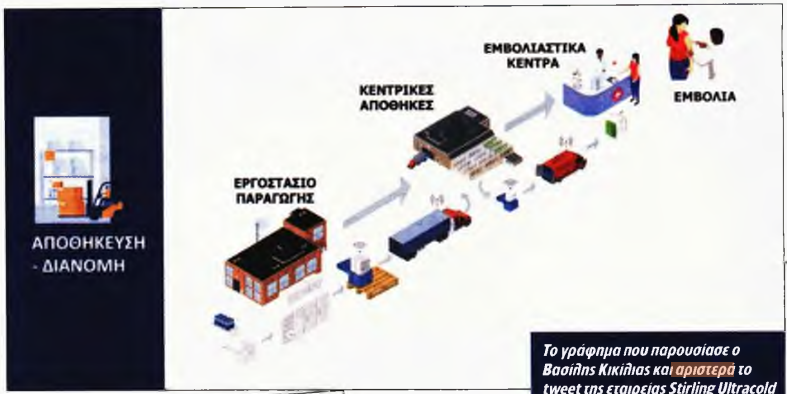 ΑΠΟΘΗΚΕΥΣΗ
- ΔΙΑΝΟΜΗ
ΕΡΓΟΣΤΑΣΙΟ
ΠΑΡΑΓΩΓΗΣ
ΚΕΝΤΡΙΚΕΣ
ΑΠΟΘΗΚΕΣ
ΕΜΒΟΛΙΑΣΤΙΚΑ
ΚΕΝΤΡΑ
ΕΜΒΟΛΙΑ
Το γράφημα που παρουσίασε ο
Βασίλης Κικίλιας και αριστερά το
tweet της εταιρείας Stirling Ultracold